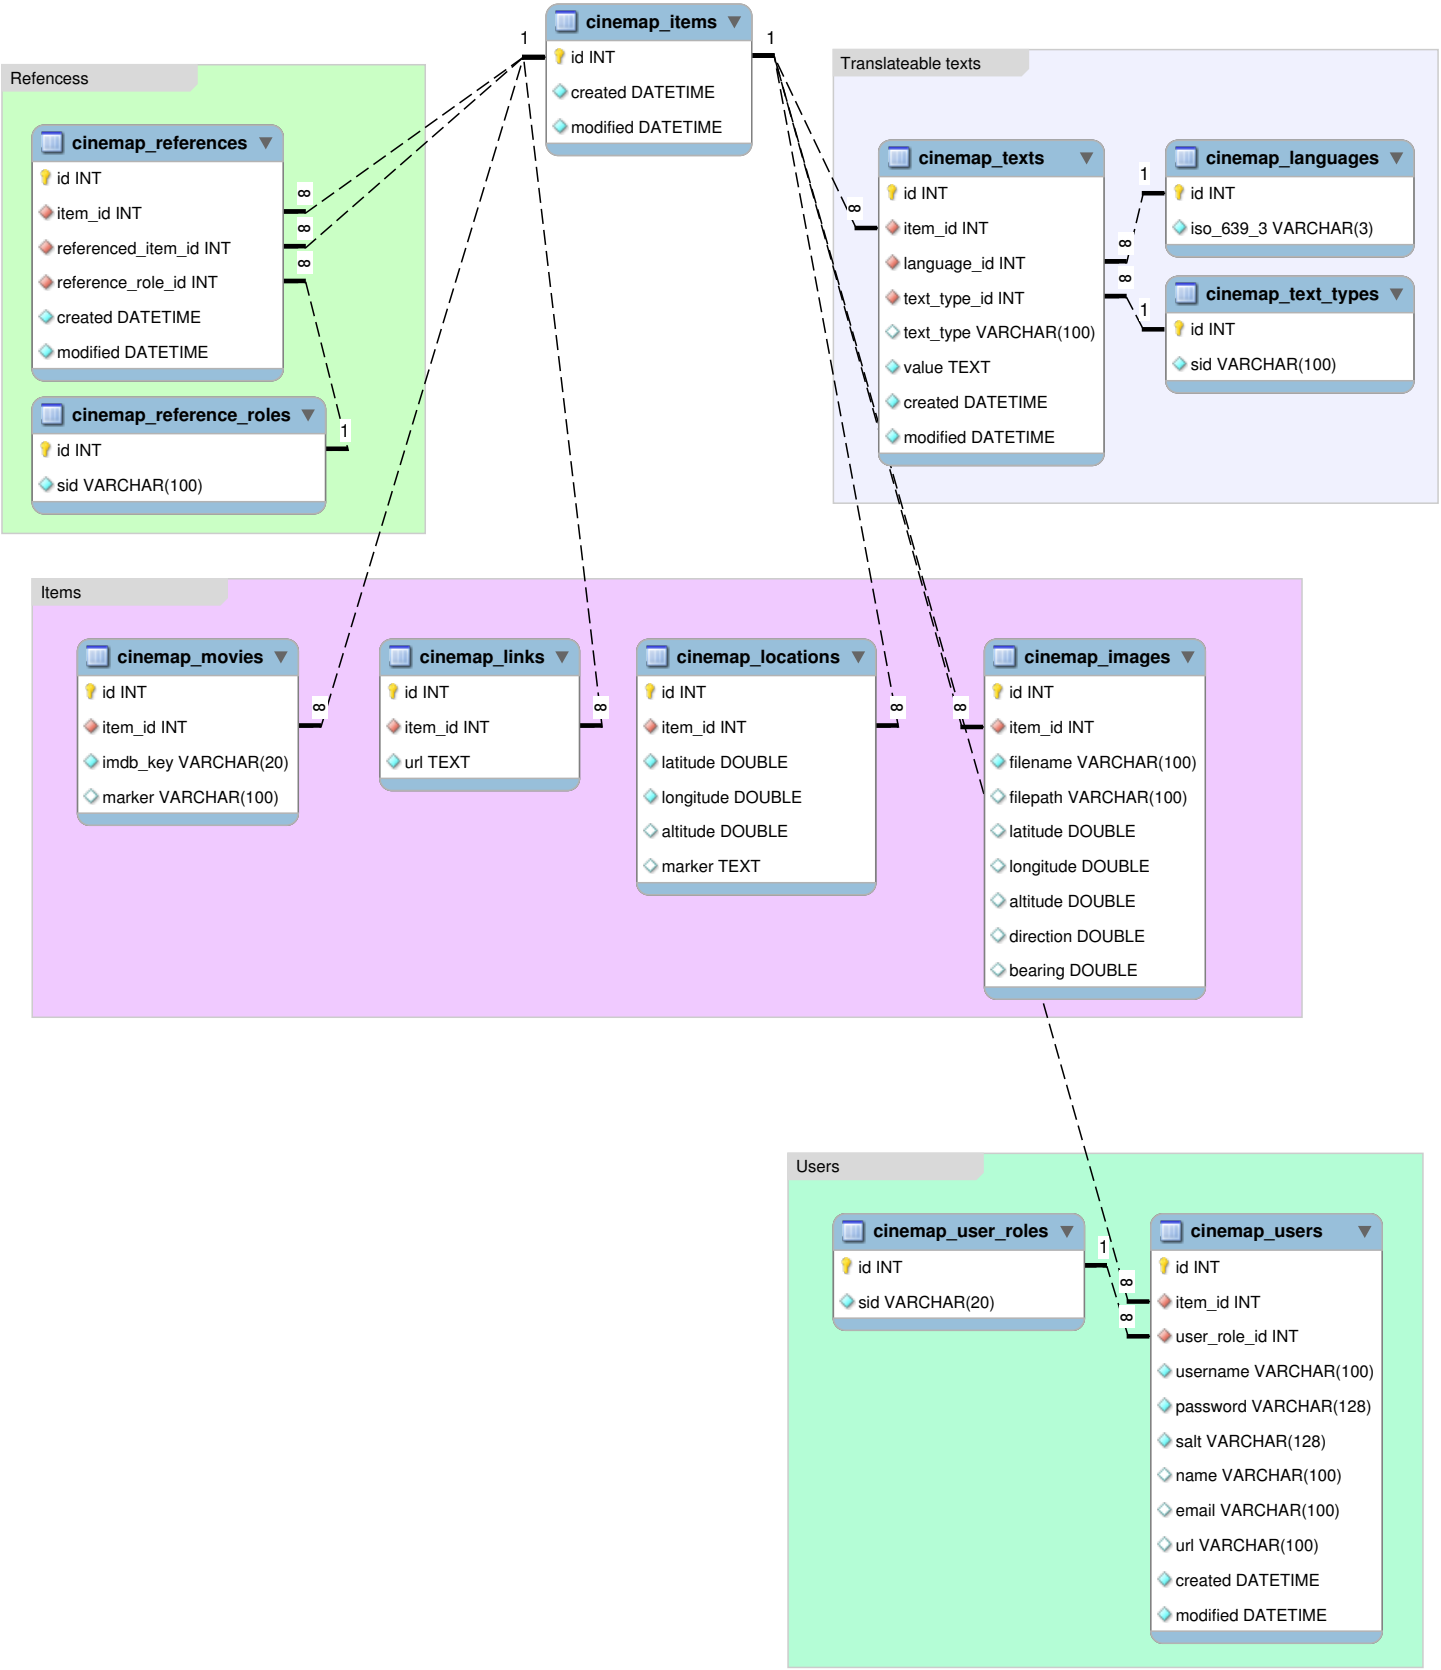 cinemap_items
id INT
created DATETIME
modified DATETIME
1
1
Refencess
cinemap_references
id INT
item_id INT
referenced_item_id INT
reference_role_id INT
created DATETIME
modified DATETIME
∞
∞
∞
cinemap_reference_roles
id INT
sid VARCHAR(100)
1
Translateable texts
cinemap_texts
id INT
item_id INT
language_id INT
text_type_id INT
text_type VARCHAR(100)
value TEXT
created DATETIME
modified DATETIME
∞
∞
∞
cinemap_languages
id INT
iso_639_3 VARCHAR(3)
1
cinemap_text_types
id INT
sid VARCHAR(100)
1
Items
cinemap_movies
id INT
item_id INT
imdb_key VARCHAR(20)
marker VARCHAR(100)
∞
cinemap_links
id INT
item_id INT
url TEXT
∞
cinemap_locations
id INT
item_id INT
latitude DOUBLE
longitude DOUBLE
altitude DOUBLE
marker TEXT
∞
cinemap_images
id INT
item_id INT
filename VARCHAR(100)
filepath VARCHAR(100)
latitude DOUBLE
longitude DOUBLE
altitude DOUBLE
direction DOUBLE
bearing DOUBLE
∞
Users
cinemap_user_roles
id INT
sid VARCHAR(20)
1
cinemap_users
id INT
item_id INT
user_role_id INT
username VARCHAR(100)
password VARCHAR(128)
salt VARCHAR(128)
name VARCHAR(100)
email VARCHAR(100)
url VARCHAR(100)
created DATETIME
modified DATETIME
∞
∞